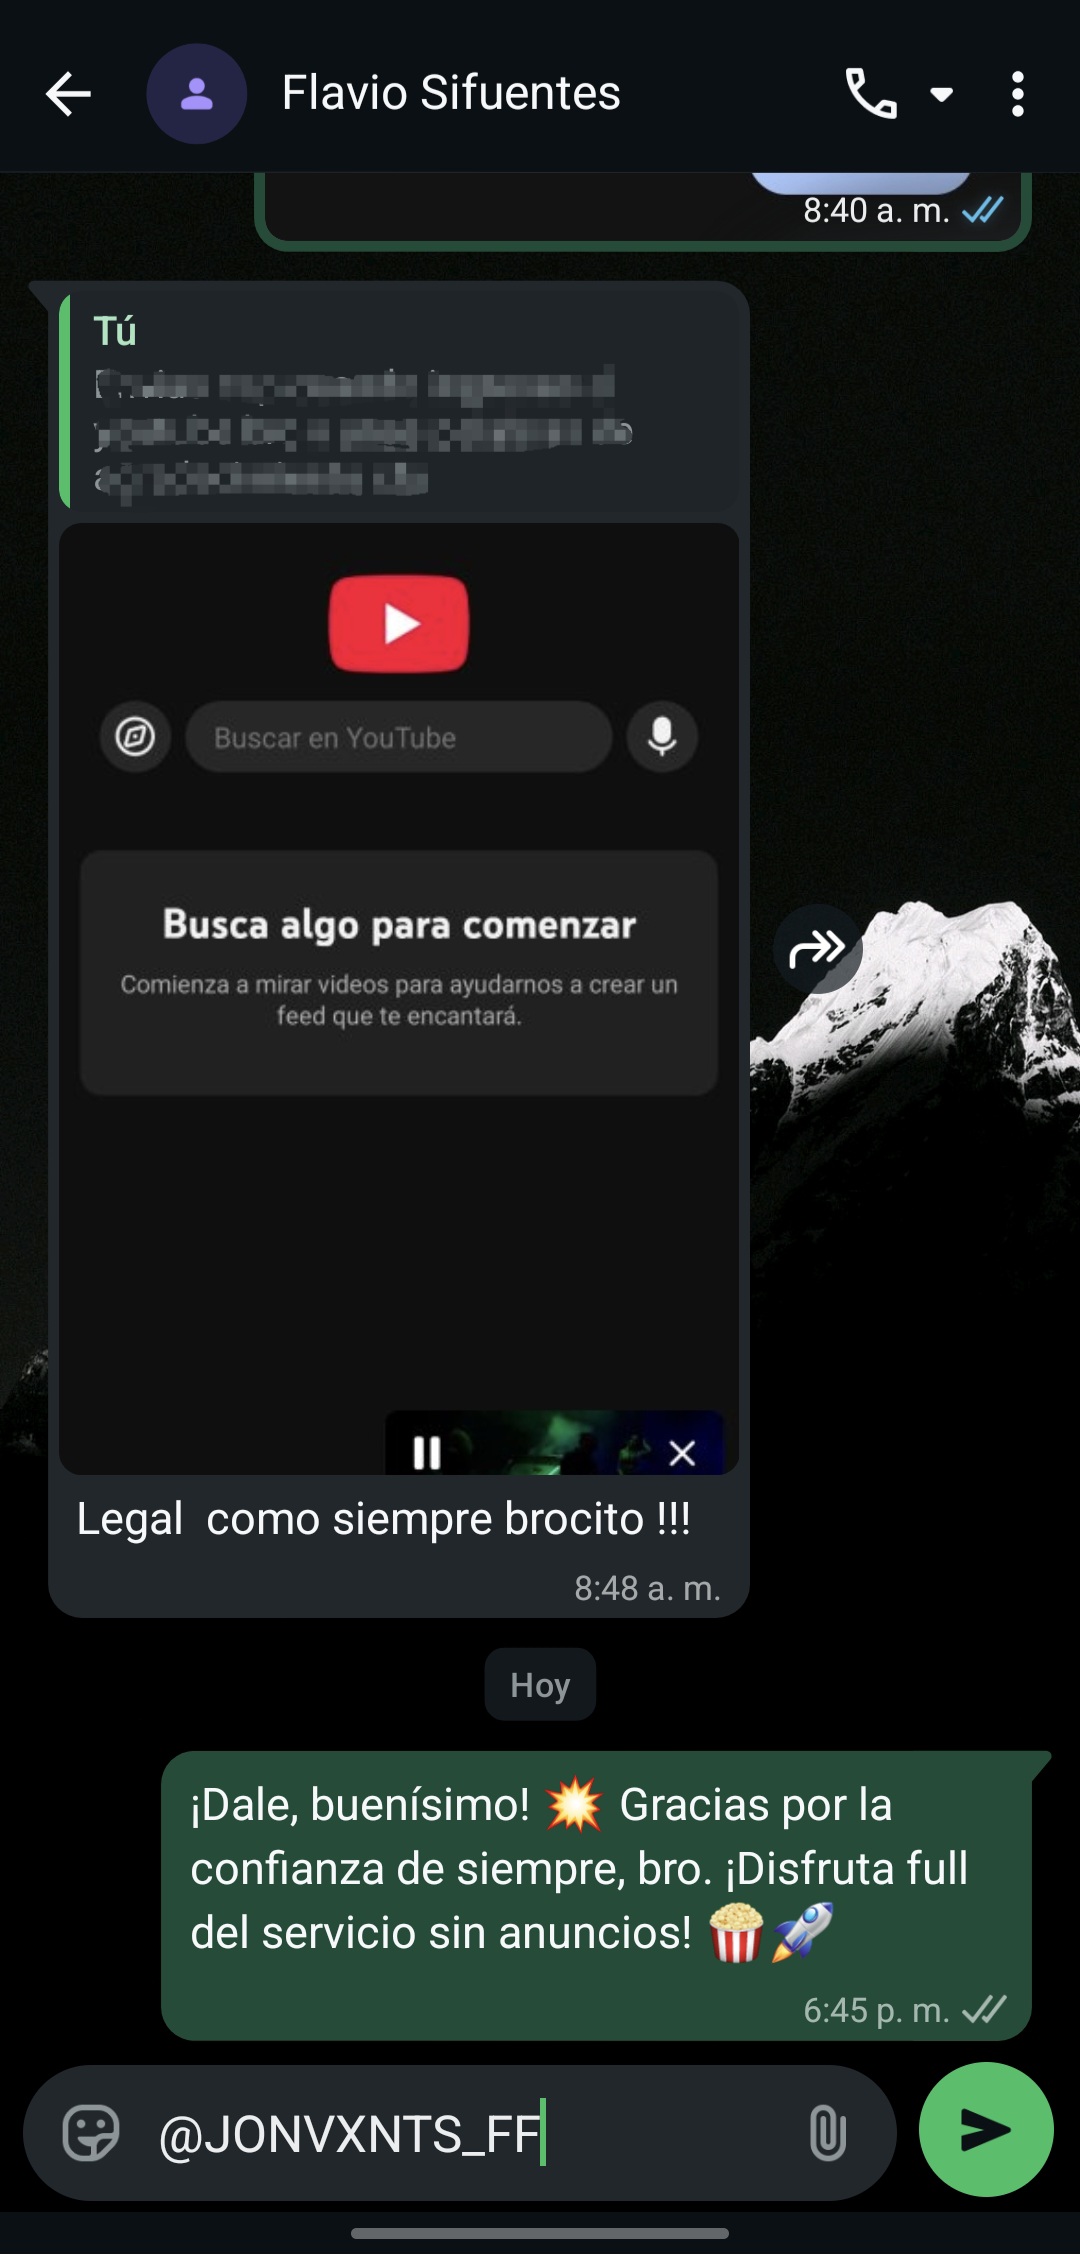 Flavio Sifuentes
8:40 a. m.
Tú
Buscar en YouTube
Busca algo para comenzar
Comienza a mirar videos para ayudarnos a crear un
feed que te encantará.
Legal como siempre brocito !!!
8:48 a. m.
Hoy
¡Dale, buenísimo! 💥 Gracias por la
confianza de siempre, bro. ¡Disfruta full
del servicio sin anuncios! 🍿🚀
6:45 p. m.
@JONVXNTS_FF